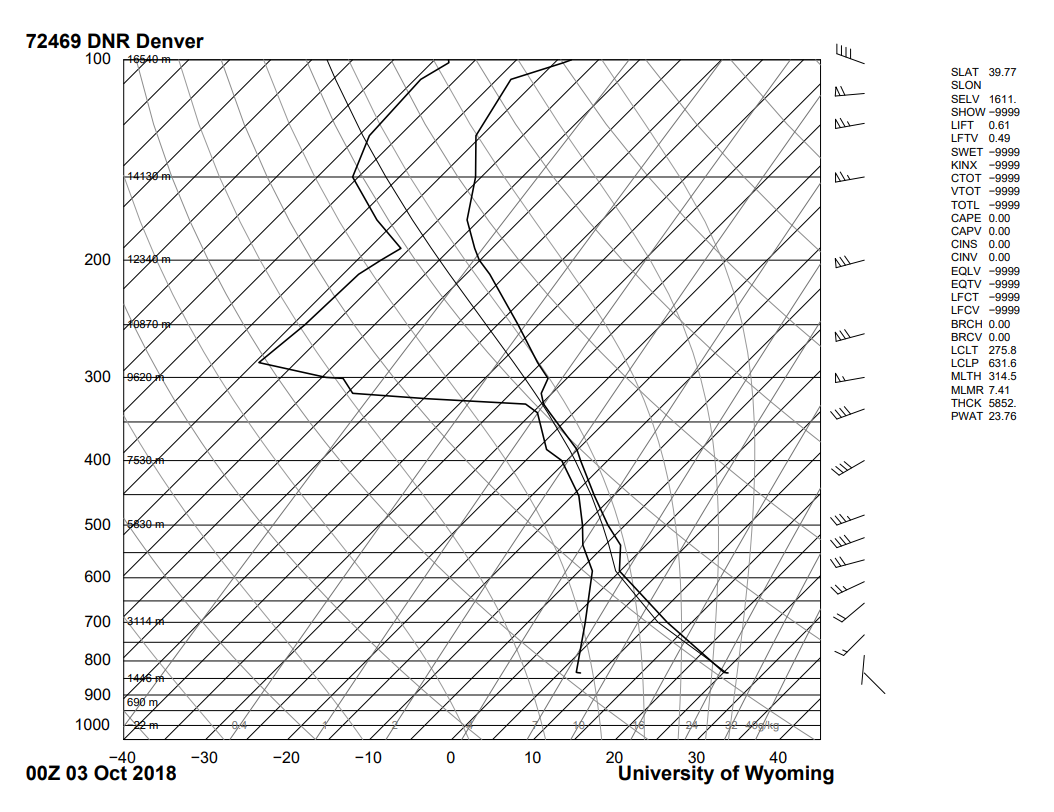 72469 DNR Denver
100
16540 m
14130 m
200
12340 m
10870 m
300
9620 m
400
7530 m
500
5830 m
600
700
3114 m
800
1446 m
900
690 m
1000
22 m
0.4 1 2 4 7 10 16 24 32 40g/kg
−40 −30 −20 −10 0 10 20 30 40
00Z 03 Oct 2018
University of Wyoming
SLAT 39.77
SLON
SELV 1611.
SHOW −9999
LIFT 0.61
LFTV 0.49
SWET −9999
KINX −9999
CTOT −9999
VTOT −9999
TOTL −9999
CAPE 0.00
CAPV 0.00
CINS 0.00
CINV 0.00
EQLV −9999
EQTV −9999
LFCT −9999
LFCV −9999
BRCH 0.00
BRCV 0.00
LCLT 275.8
LCLP 631.6
MLTH 314.5
MLMR 7.41
THCK 5852.
PWAT 23.76